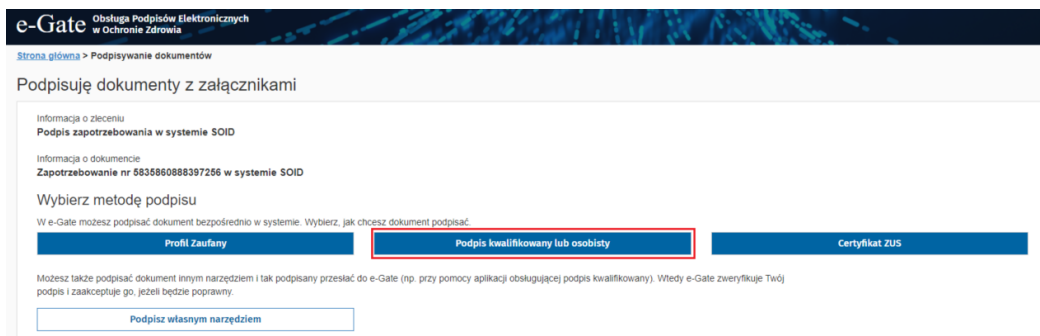 e-Gate Obsługa Podpisów Elektronicznych
w Ochronie Zdrowia
Strona główna > Podpisywanie dokumentów
Podpisuję dokumenty z załącznikami
Informacja o zleceniu
Podpis zapotrzebowania w systemie SOID
Informacja o dokumencie
Zapotrzebowanie nr 5835860888397256 w systemie SOID
Wybierz metodę podpisu
W e-Gate możesz podpisać dokument bezpośrednio w systemie. Wybierz, jak chcesz dokument podpisać.
Profil Zaufany Podpis kwalifikowany lub osobisty Certyfikat ZUS
Możesz także podpisać dokument innym narzędziem i tak podpisany przesłać do e-Gate (np. przy pomocy aplikacji obsługującej podpis kwalifikowany). Wtedy e-Gate zweryfikuje Twój
podpis i zaakceptuje go, jeżeli będzie poprawny.
Podpisz własnym narzędziem